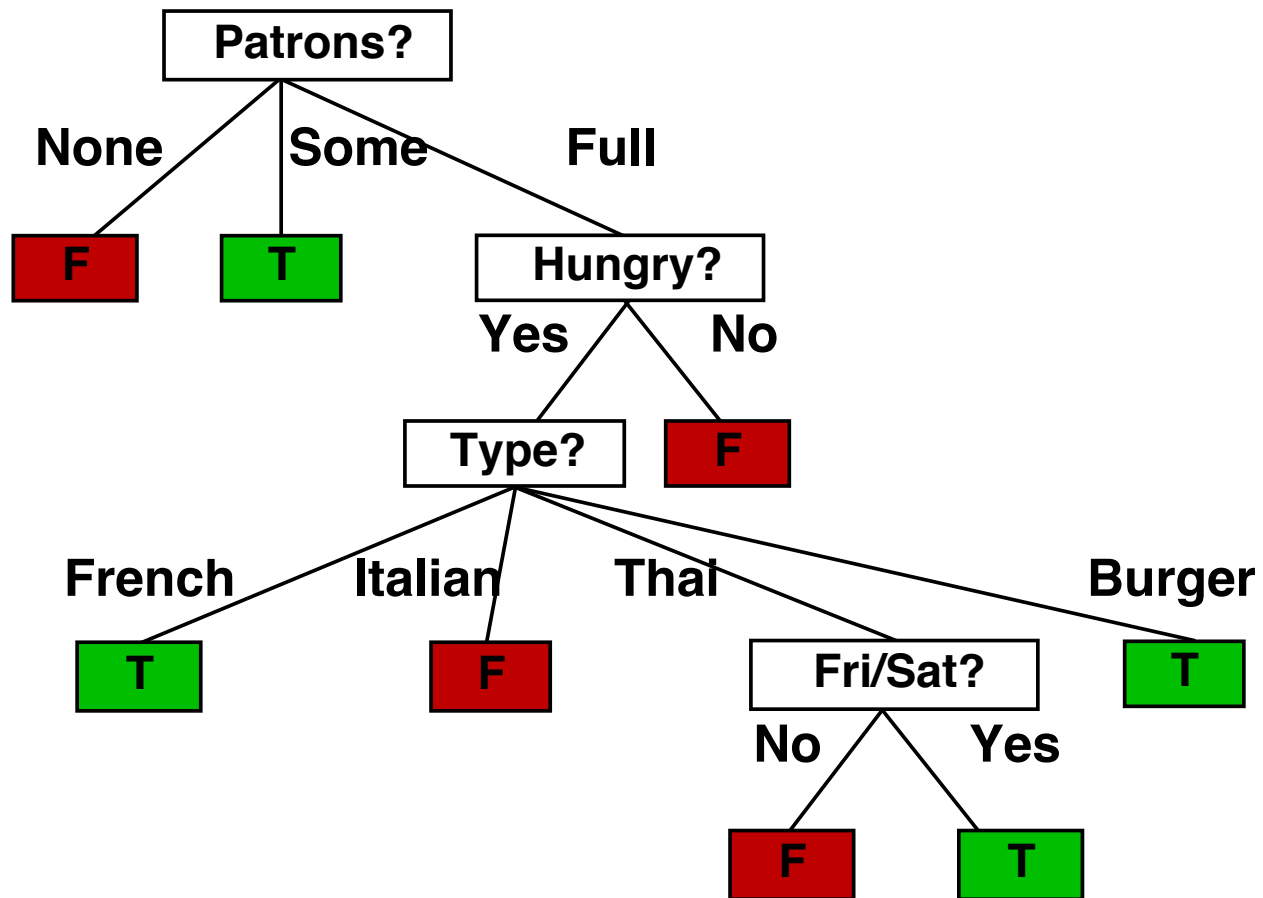 Patrons?
None Some Full
F T Hungry?
Yes No
Type? F
French Italian Thai Burger
T F Fri/Sat? T
No Yes
F T